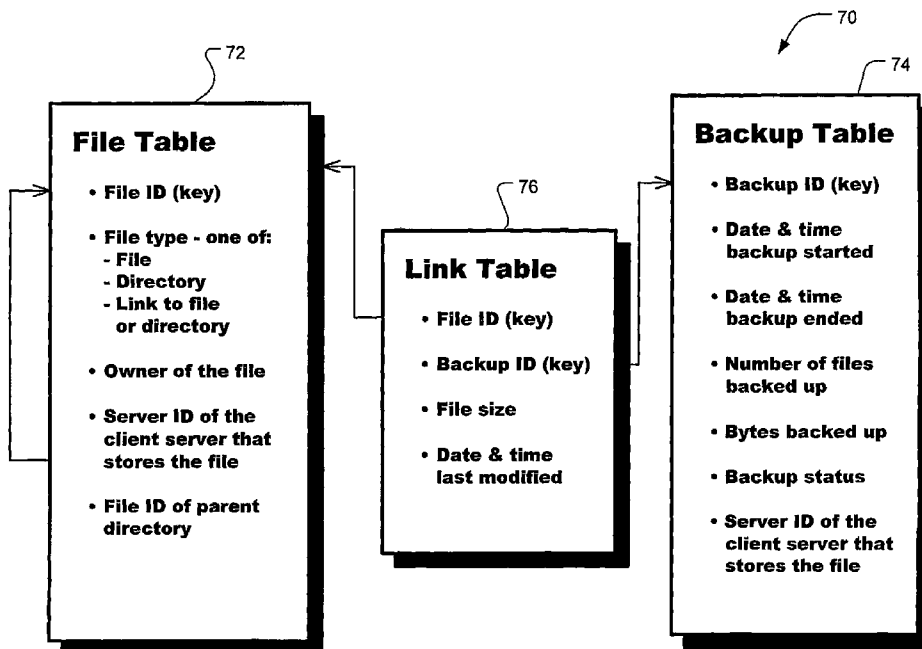 70
72
File Table
• File ID (key)
• File type - one of:
- File
- Directory
- Link to file
or directory
• Owner of the file
• Server ID of the
client server that
stores the file
• File ID of parent
directory
76
Link Table
• File ID (key)
• Backup ID (key)
• File size
• Date & time
last modified
74
Backup Table
• Backup ID (key)
• Date & time
backup started
• Date & time
backup ended
• Number of files
backed up
• Bytes backed up
• Backup status
• Server ID of the
client server that
stores the file